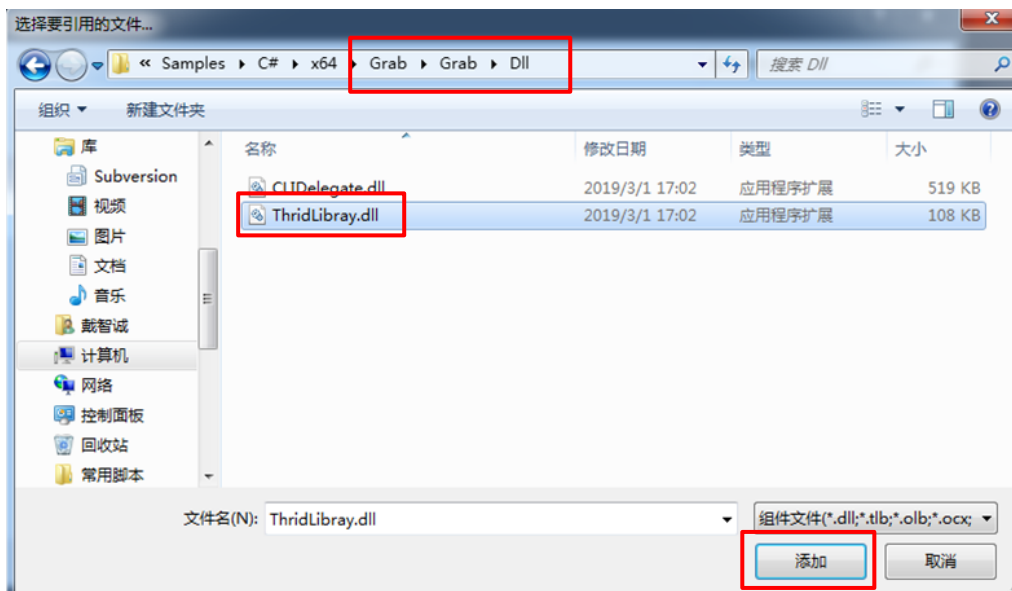 选择要引用的文件...
« Samples ▸ C# ▸ x64 ▸ Grab ▸ Grab ▸ Dll
搜索 Dll
组织 新建文件夹
名称 修改日期 类型 大小
库
Subversion
视频
图片
文档
音乐
戴智诚
计算机
网络
控制面板
回收站
常用脚本
CLIDelegate.dll 2019/3/1 17:02 应用程序扩展 519 KB
ThridLibray.dll 2019/3/1 17:02 应用程序扩展 108 KB
文件名(N): ThridLibray.dll 组件文件(*.dll;*.tlb;*.olb;*.ocx;
添加 取消